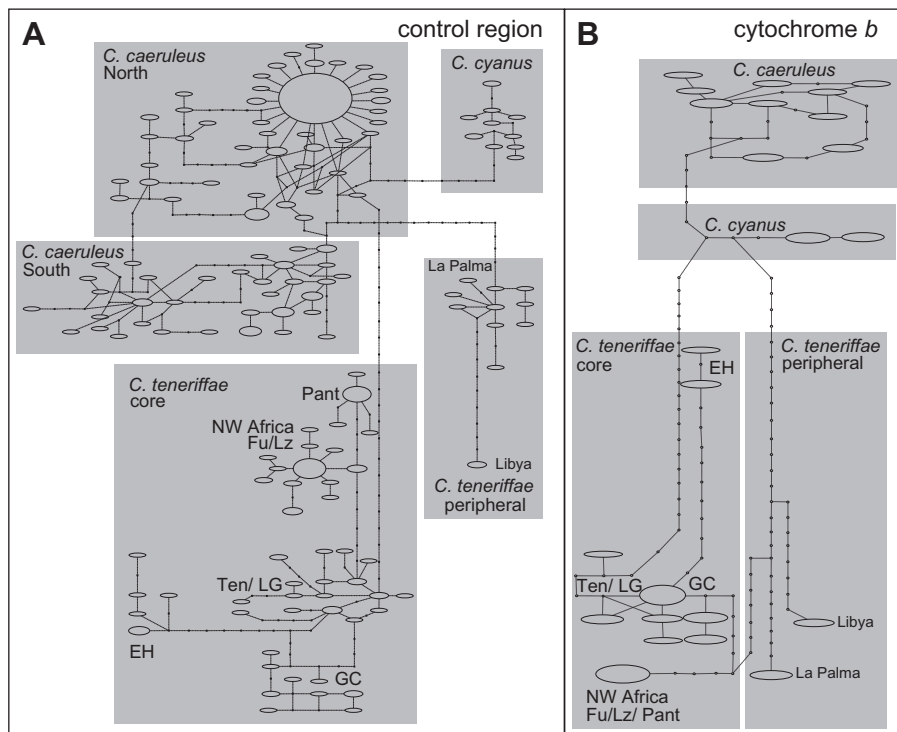 A
control region
C. caeruleus
North
C. cyanus
C. caeruleus
South
La Palma
Libya
C. teneriffae
peripheral
C. teneriffae
core
Pant
NW Africa
Fu/Lz
Ten/ LG
EH
GC
B
cytochrome b
C. caeruleus
C. cyanus
C. teneriffae
core
EH
C. teneriffae
peripheral
Ten/ LG
GC
Libya
La Palma
NW Africa
Fu/Lz/ Pant